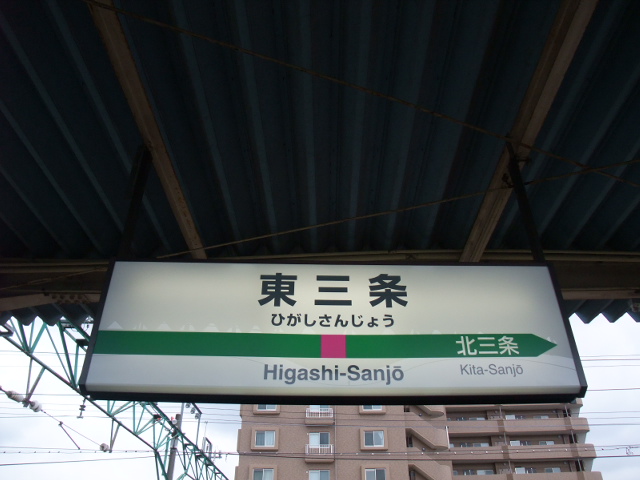 東三条
ひがしさんじょう
北三条
Higashi-Sanjō
Kita-Sanjō